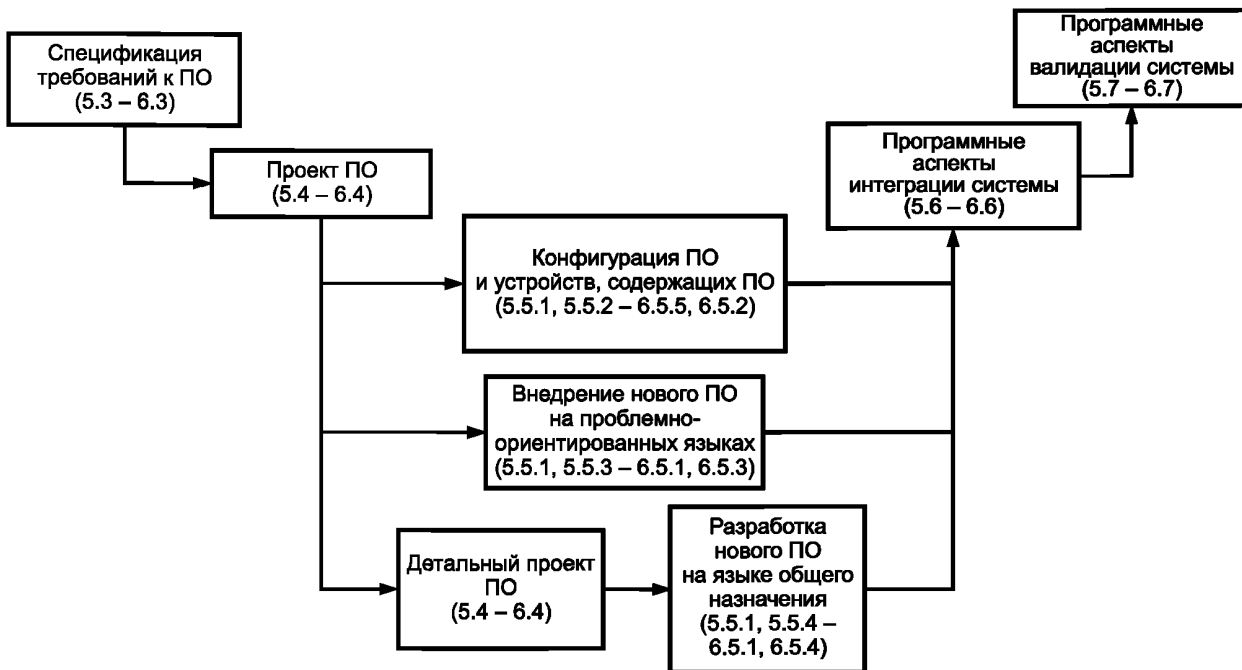 Спецификация
требований к ПО
(5.3 – 6.3)
Проект ПО
(5.4 – 6.4)
Конфигурация ПО
и устройств, содержащих ПО
(5.5.1, 5.5.2 – 6.5.5, 6.5.2)
Внедрение нового ПО
на проблемно-
ориентированных языках
(5.5.1, 5.5.3 – 6.5.1, 6.5.3)
Детальный проект
ПО
(5.4 – 6.4)
Разработка
нового ПО
на языке общего
назначения
(5.5.1, 5.5.4 –
6.5.1, 6.5.4)
Программные
аспекты
интеграции системы
(5.6 – 6.6)
Программные
аспекты
валидации системы
(5.7 – 6.7)